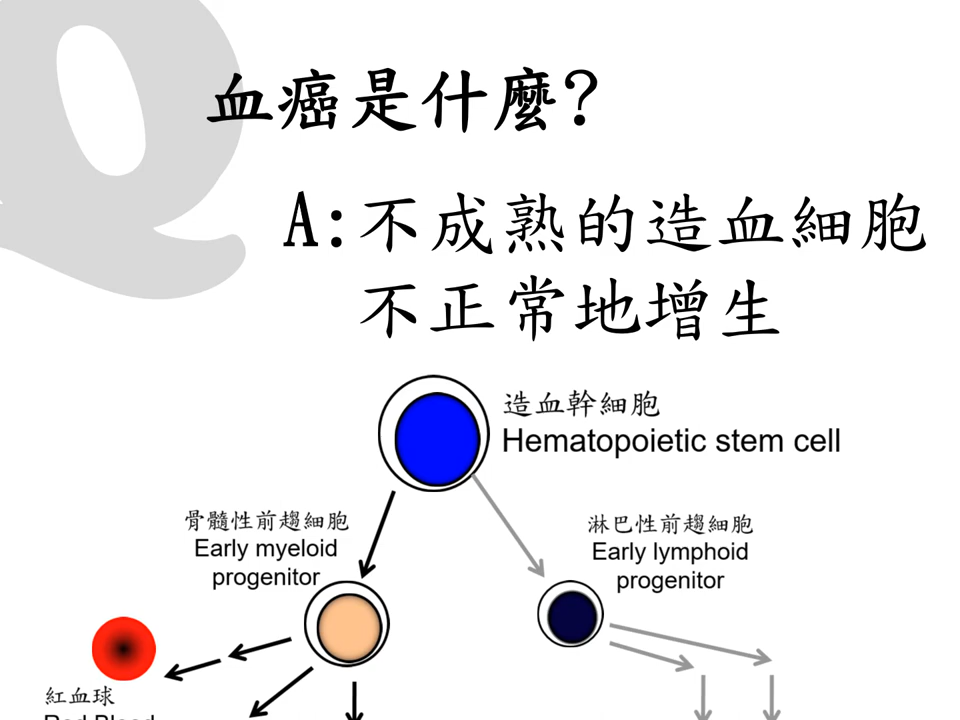 Q
血癌是什麼?
A:不成熟的造血細胞
不正常地增生
造血幹細胞
Hematopoietic stem cell
骨髓性前趨細胞
Early myeloid
progenitor
淋巴性前趨細胞
Early lymphoid
progenitor
紅血球
Red Blood